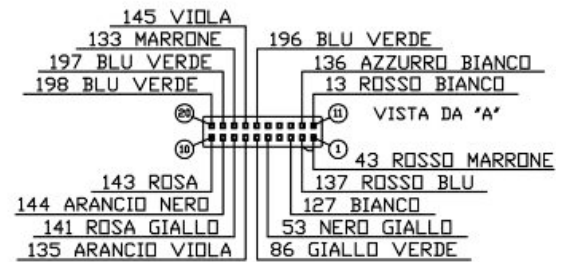 145 VIOLA
133 MARRONE
196 BLU VERDE
197 BLU VERDE
136 AZZURRO BIANCO
198 BLU VERDE
13 ROSSO BIANCO
20
11
VISTA DA "A"
10
1
43 ROSSO MARRONE
143 ROSA
137 ROSSO BLU
144 ARANCIO NERO
127 BIANCO
141 ROSA GIALLO
53 NERO GIALLO
135 ARANCIO VIOLA
86 GIALLO VERDE